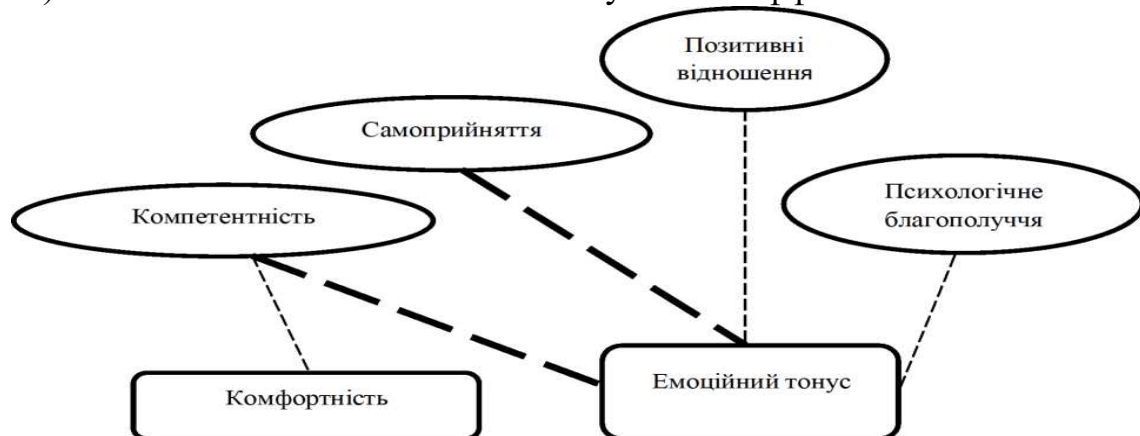 Позитивні
відношення
Самоприйняття
Психологічне
благополуччя
Компетентність
Емоційний тонус
Комфортність